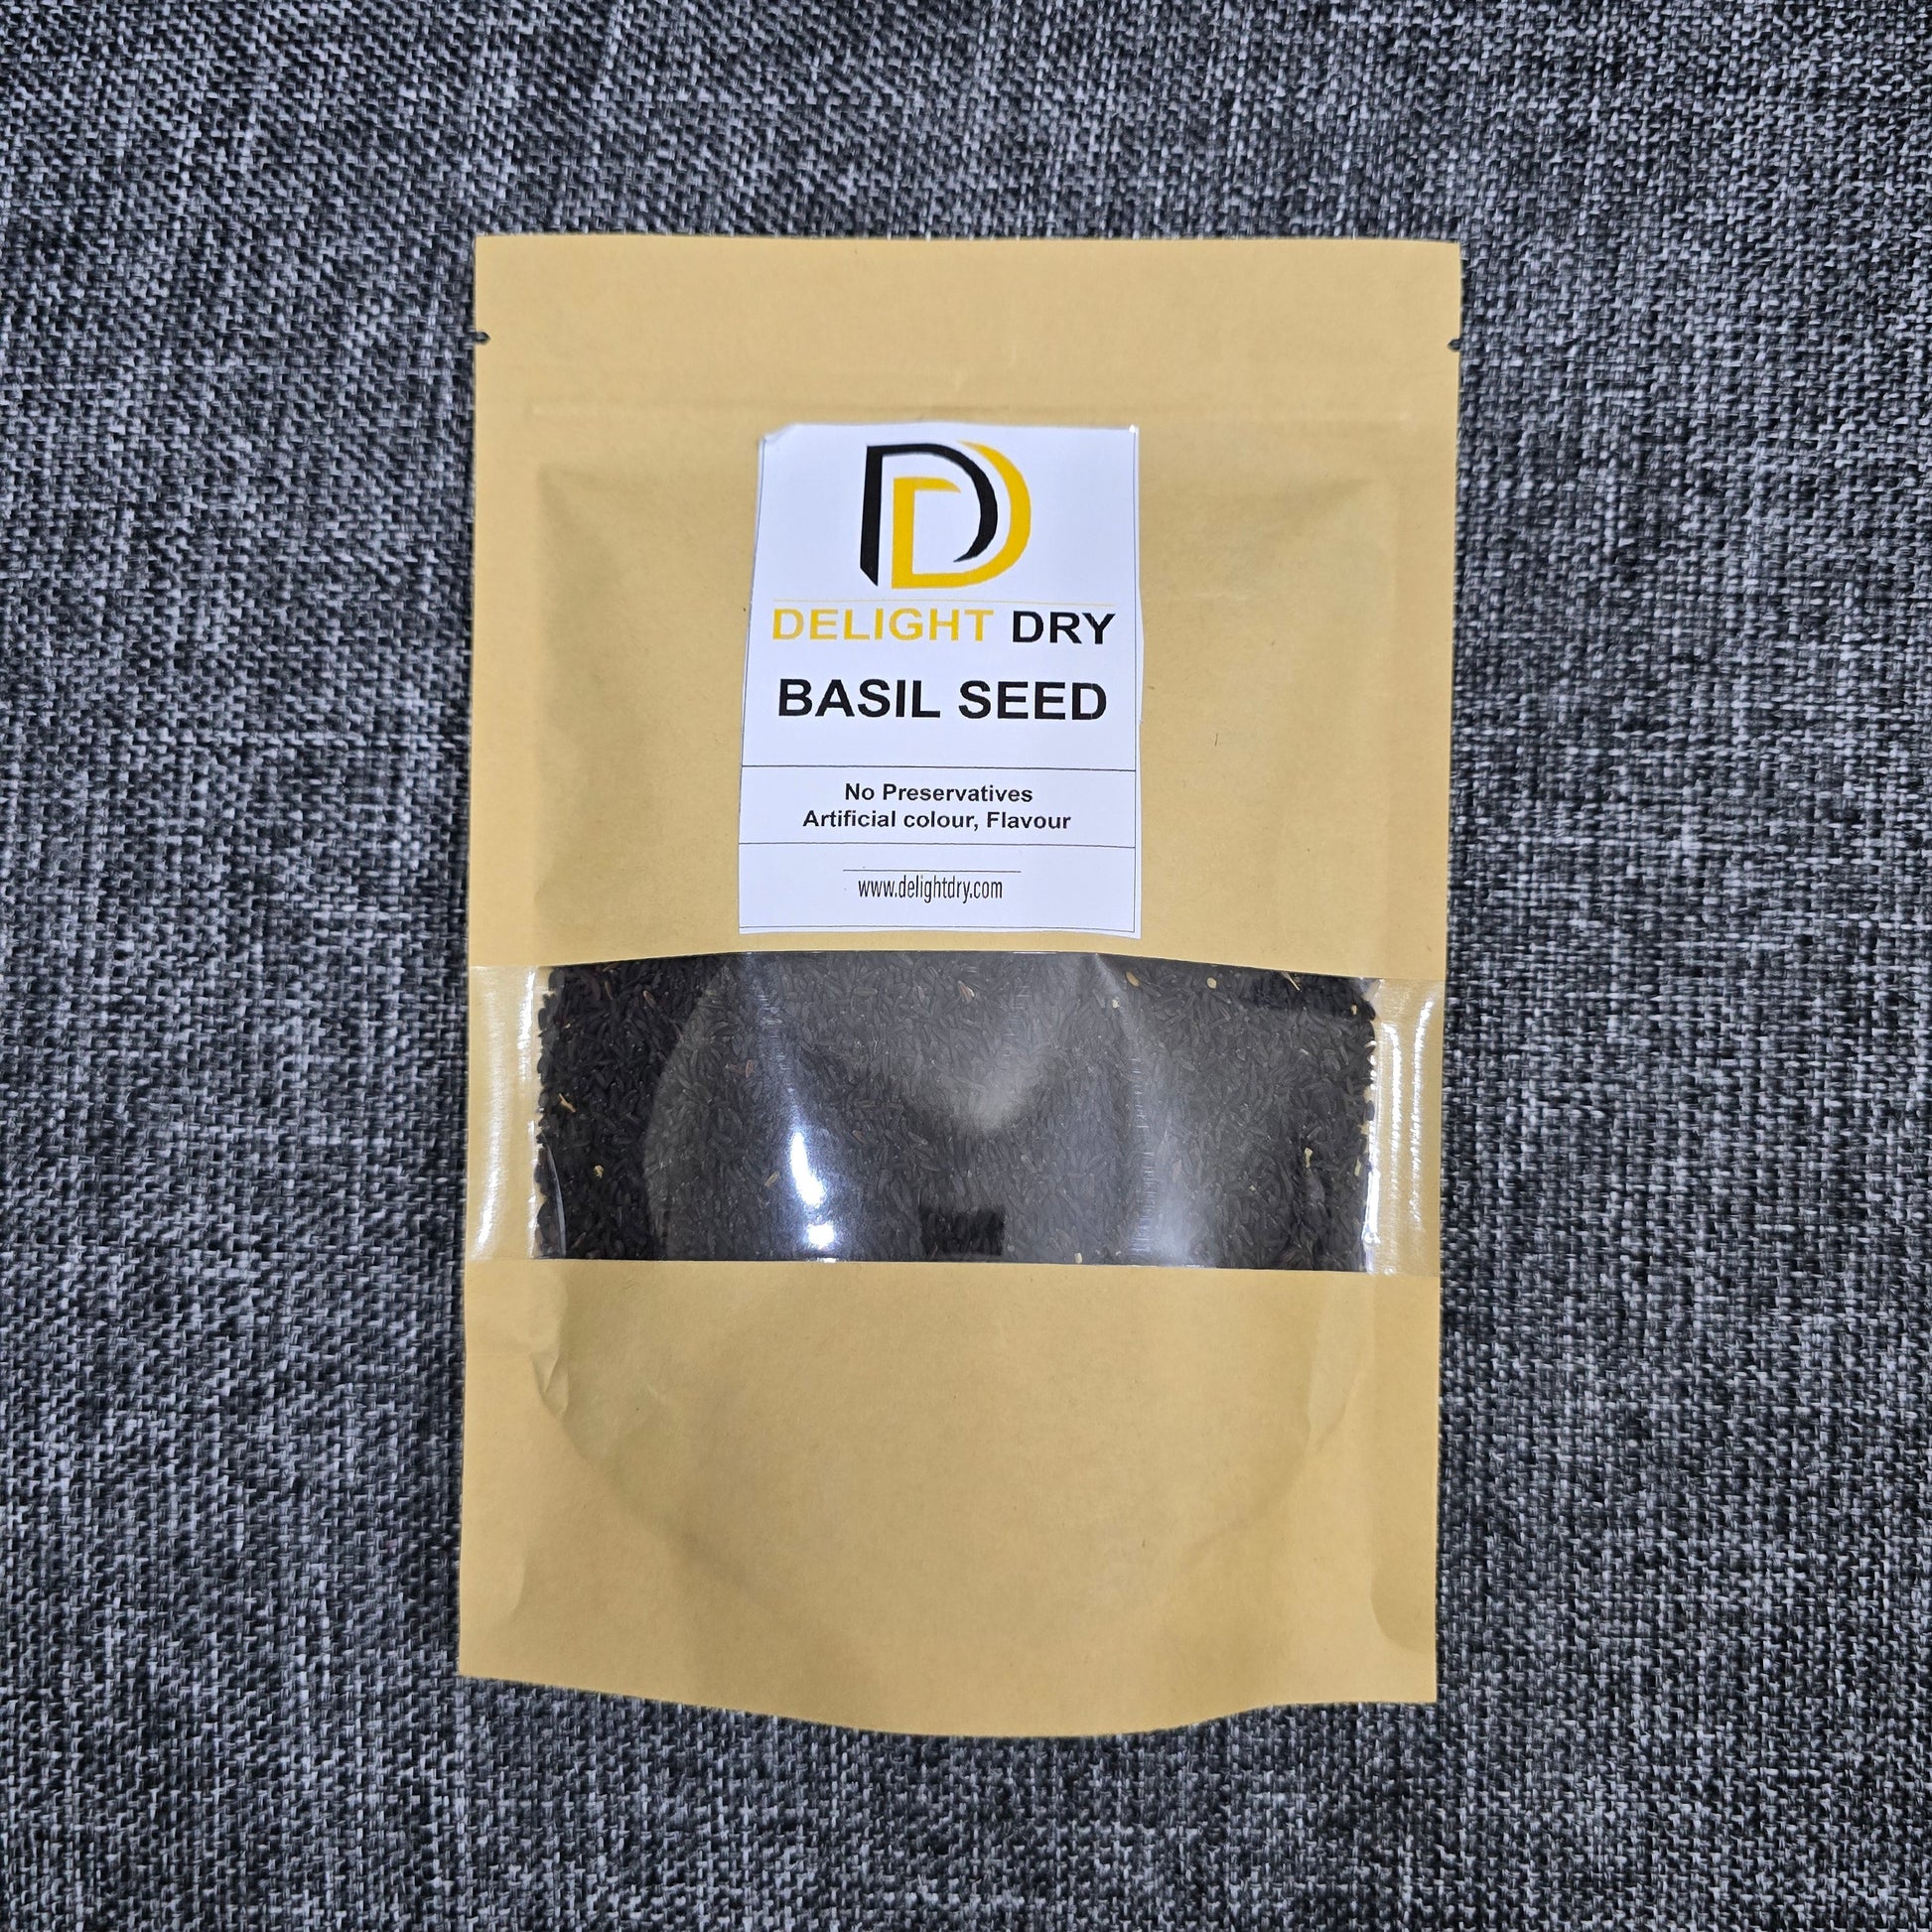 DELIGHT DRY
BASIL SEED
No Preservatives
Artificial colour, Flavour
www.delightdry.com